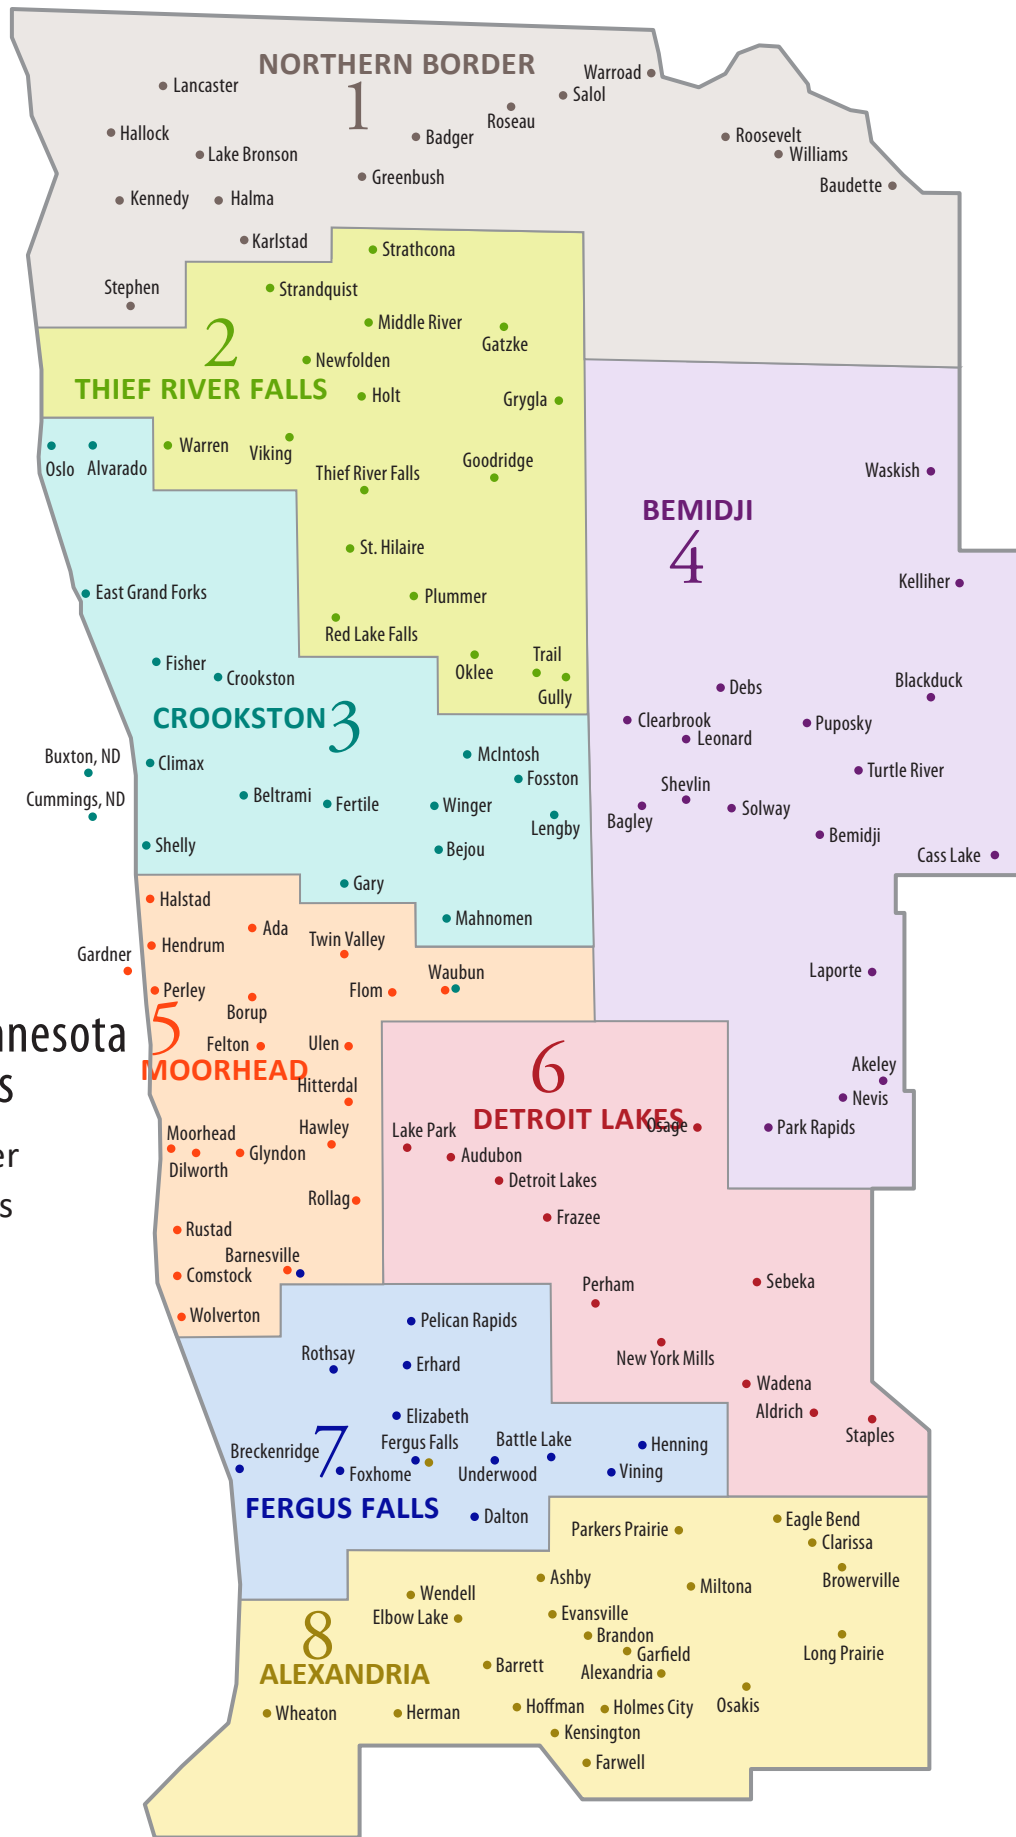 NORTHERN BORDER
1
Lancaster
Warroad
Salol
Roseau
Hallock
Badger
Roosevelt
Lake Bronson
Williams
Greenbush
Baudette
Kennedy
Halma
Karlstad
Stephen
Strathcona
Strandquist
2
Middle River
Gatzke
THIEF RIVER FALLS
Newfolden
Holt
Grygla
Warren
Viking
Thief River Falls
Goodridge
St. Hilaire
Plummer
Red Lake Falls
Oklee
Trail
Gully
Oslo
Alvarado
Waskish
BEMIDJI
4
Kelliher
East Grand Forks
Fisher
Crookston
CROOKSTON
3
Debs
Blackduck
Clearbrook
Leonard
Puposky
Buxton, ND
Climax
McIntosh
Fosston
Turtle River
Cummings, ND
Beltrami
Fertile
Winger
Lengby
Shevlin
Bagley
Solway
Bemidji
Shelly
Bejou
Cass Lake
Gary
Mahnomen
Halstad
Ada
Twin Valley
Gardner
Hendrum
Waubun
Laporte
Perley
Borup
Flom
5
nnesota
Felton
Ulen
MOORHEAD
s
Hitterdal
6
DETROIT LAKES
Osage
Akeley
Nevis
Park Rapids
er
Moorhead
Dilworth
Glyndon
Hawley
Lake Park
Audubon
Detroit Lakes
s
Rollag
Frazee
Rustad
Barnesville
Comstock
Wolverton
Perham
Sebeka
Pelican Rapids
Rothsay
Erhard
New York Mills
Wadena
Aldrich
Staples
Elizabeth
7
Fergus Falls
Battle Lake
Henning
Breckenridge
Foxhome
Underwood
Vining
FERGUS FALLS
Dalton
Parkers Prairie
Eagle Bend
Clarissa
Browerville
Ashby
Miltona
Wendell
Elbow Lake
Evansville
8
Brandon
Garfield
Long Prairie
ALEXANDRIA
Barrett
Alexandria
Osakis
Wheaton
Herman
Hoffman
Holmes City
Kensington
Farwell